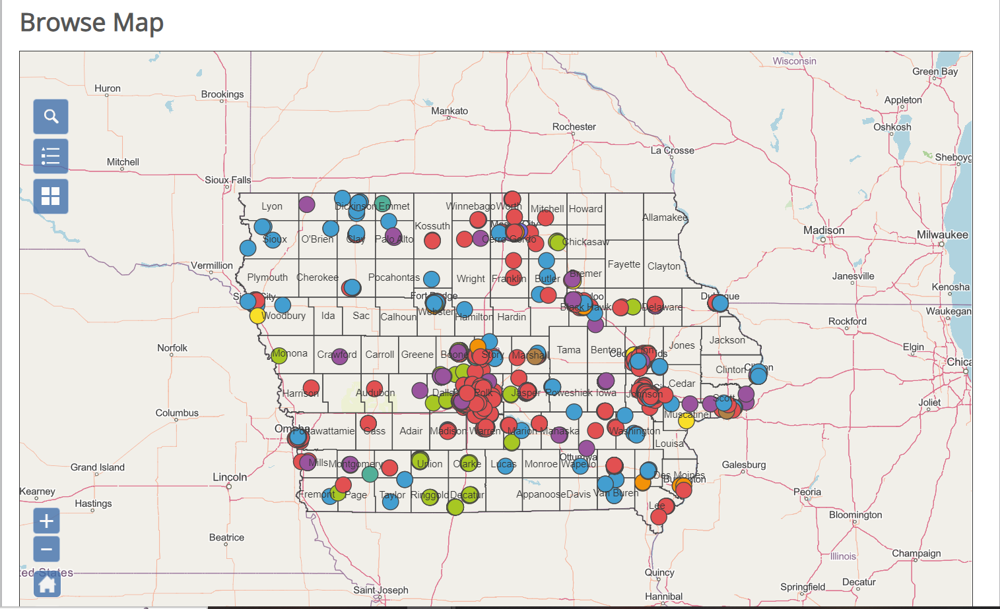 Browse Map
Wisconsin
Green Bay
Huron
Brookings
Appleton
Mankato
Rochester
Oshkosh
La Crosse
Sheboyg
Mitchell
Sioux Falls
Lyon
Dickinson
Emmet
Winnebago
Worth
Mitchell
Howard
Allamakee
Kossuth
Madison
Milwaukee
Sioux
O'Brien
Clay
Palo Alto
Cerro Gordo
Chickasaw
Vermillion
Fayette
Clayton
Janesville
Plymouth
Cherokee
Pocahontas
Wright
Franklin
Butler
Bremer
Kenosha
Black Hawk
Delaware
Waukegan
Woodbury
Ida
Sac
Calhoun
Webster
Hamilton
Hardin
Rockford
Norfolk
Monona
Crawford
Carroll
Greene
Boone
Story
Marshall
Tama
Benton
Linn
Jones
Jackson
Elgin
Clinton
Chica
Harrison
Audubon
Dallas
Polk
Jasper
Poweshiek
Iowa
Johnson
Cedar
Scott
Joliet
Columbus
Muscatine
Omaha
Cass
Adair
Madison
Warren
Marion
Mahaska
Washington
Louisa
Grand Island
Mills
Montgomery
Union
Clarke
Lucas
Monroe
Ottumwa
Wapello
Des Moines
Galesburg
Lincoln
Kearney
Hastings
Fremont
Page
Taylor
Ringgold
Decatur
Appanoose
Davis
Van Buren
Lee
Peoria
Bloomington
Beatrice
Champaign
Illinois
ted States
Quincy
Decatur
Springfield
Saint Joseph
Hannibal